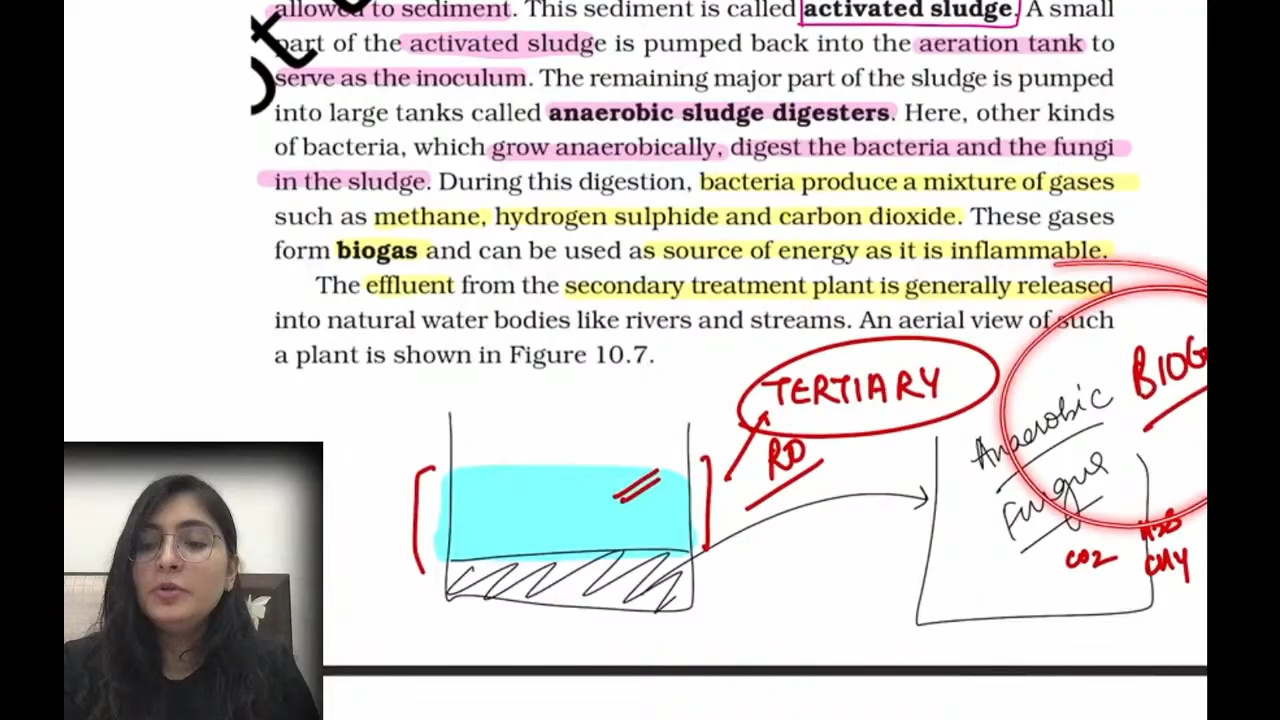 allowed to sediment. This sediment is called activated sludge. A small
part of the activated sludge is pumped back into the aeration tank to
serve as the inoculum. The remaining major part of the sludge is pumped
into large tanks called anaerobic sludge digesters. Here, other kinds
of bacteria, which grow anaerobically, digest the bacteria and the fungi
in the sludge. During this digestion, bacteria produce a mixture of gases
such as methane, hydrogen sulphide and carbon dioxide. These gases
form biogas and can be used as source of energy as it is inflammable.
The effluent from the secondary treatment plant is generally released
into natural water bodies like rivers and streams. An aerial view of such
a plant is shown in Figure 10.7.
TERTIARY
RO
BIOG
Anaerobic
Fungus
CO2
H2S
CH4